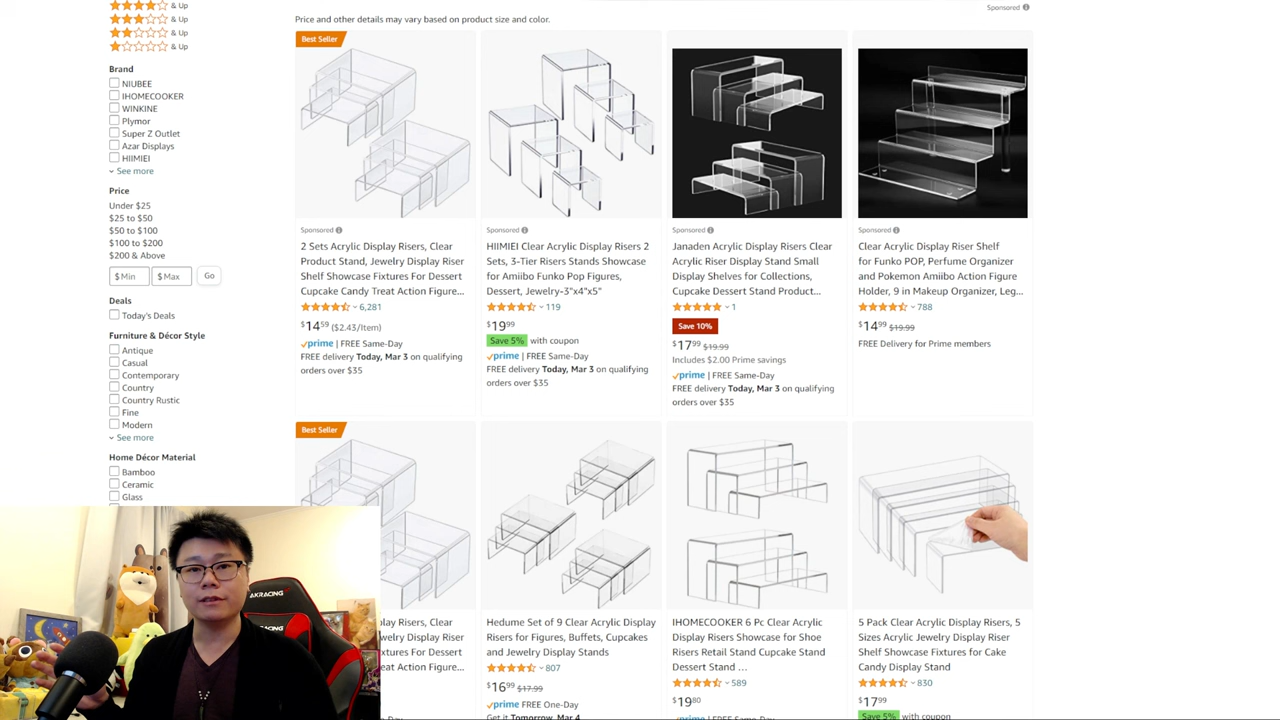 & Up
& Up
& Up
& Up
Brand
NIUBEE
IHOMECOOKER
WINKINE
Plymor
Super Z Outlet
Azar Displays
HIIMIEI
See more
Price
Under $25
$25 to $50
$50 to $100
$100 to $200
$200 & Above
$ Min $ Max Go
Deals
Today's Deals
Furniture & Décor Style
Antique
Casual
Contemporary
Country
Country Rustic
Fine
Modern
See more
Home Décor Material
Bamboo
Ceramic
Glass
Sponsored
Price and other details may vary based on product size and color.
Best Seller
Sponsored
2 Sets Acrylic Display Risers, Clear
Product Stand, Jewelry Display Riser
Shelf Showcase Fixtures For Dessert
Cupcake Candy Treat Action Figure...
6,281
$14 59 ($2.43/Item)
prime | FREE Same-Day
FREE delivery Today, Mar 3 on qualifying
orders over $35
Sponsored
HIIMIEI Clear Acrylic Display Risers 2
Sets, 3-Tier Risers Stands Showcase
for Amiibo Funko Pop Figures,
Dessert, Jewelry-3"x4"x5"
119
$19 99
Save 5% with coupon
prime | FREE Same-Day
FREE delivery Today, Mar 3 on qualifying
orders over $35
Sponsored
Janaden Acrylic Display Risers Clear
Acrylic Riser Display Stand Small
Display Shelves for Collections,
Cupcake Dessert Stand Product...
1
Save 10%
$17 99 $19.99
Includes $2.00 Prime savings
prime | FREE Same-Day
FREE delivery Today, Mar 3 on qualifying
orders over $35
Sponsored
Clear Acrylic Display Riser Shelf
for Funko POP, Perfume Organizer
and Pokemon Amiibo Action Figure
Holder, 9 in Makeup Organizer, Leg...
788
$14 99 $19.99
FREE Delivery for Prime members
Best Seller
play Risers, Clear
Jewelry Display Riser
xtures For Dessert
eat Action Figure...
Hedume Set of 9 Clear Acrylic Display
Risers for Figures, Buffets, Cupcakes
and Jewelry Display Stands
807
$16 99 $17.99
prime FREE One-Day
Get it Tomorrow, Mar 4
IHOMECOOKER 6 Pc Clear Acrylic
Display Risers Showcase for Shoe
Risers Retail Stand Cupcake Stand
Dessert Stand ...
589
$19 80
prime | FREE Same-Day
5 Pack Clear Acrylic Display Risers, 5
Sizes Acrylic Jewelry Display Riser
Shelf Showcase Fixtures for Cake
Candy Display Stand
830
$17 99
Save 5% with coupon
AKRACING